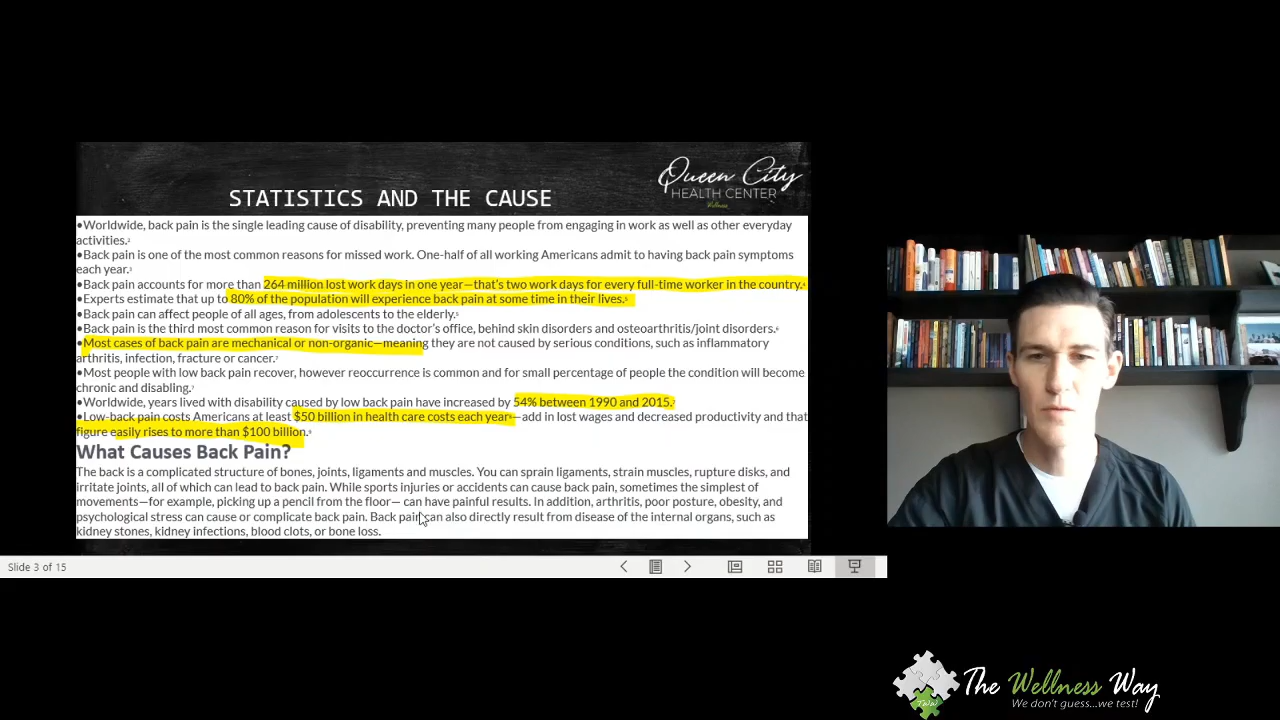 Queen City
HEALTH CENTER
Wellness
STATISTICS AND THE CAUSE
•Worldwide, back pain is the single leading cause of disability, preventing many people from engaging in work as well as other everyday
activities.²
•Back pain is one of the most common reasons for missed work. One-half of all working Americans admit to having back pain symptoms
each year.³
•Back pain accounts for more than 264 million lost work days in one year—that's two work days for every full-time worker in the country.⁴
•Experts estimate that up to 80% of the population will experience back pain at some time in their lives.⁵
•Back pain can affect people of all ages, from adolescents to the elderly.⁵
•Back pain is the third most common reason for visits to the doctor's office, behind skin disorders and osteoarthritis/joint disorders.⁶
•Most cases of back pain are mechanical or non-organic—meaning they are not caused by serious conditions, such as inflammatory
arthritis, infection, fracture or cancer.⁷
•Most people with low back pain recover, however reoccurrence is common and for small percentage of people the condition will become
chronic and disabling.⁷
•Worldwide, years lived with disability caused by low back pain have increased by 54% between 1990 and 2015.⁷
•Low-back pain costs Americans at least $50 billion in health care costs each year⁸—add in lost wages and decreased productivity and that
figure easily rises to more than $100 billion.⁹
What Causes Back Pain?
The back is a complicated structure of bones, joints, ligaments and muscles. You can sprain ligaments, strain muscles, rupture disks, and
irritate joints, all of which can lead to back pain. While sports injuries or accidents can cause back pain, sometimes the simplest of
movements—for example, picking up a pencil from the floor— can have painful results. In addition, arthritis, poor posture, obesity, and
psychological stress can cause or complicate back pain. Back pain can also directly result from disease of the internal organs, such as
kidney stones, kidney infections, blood clots, or bone loss.
Slide 3 of 15
TWW
The Wellness Way
We don't guess...we test!